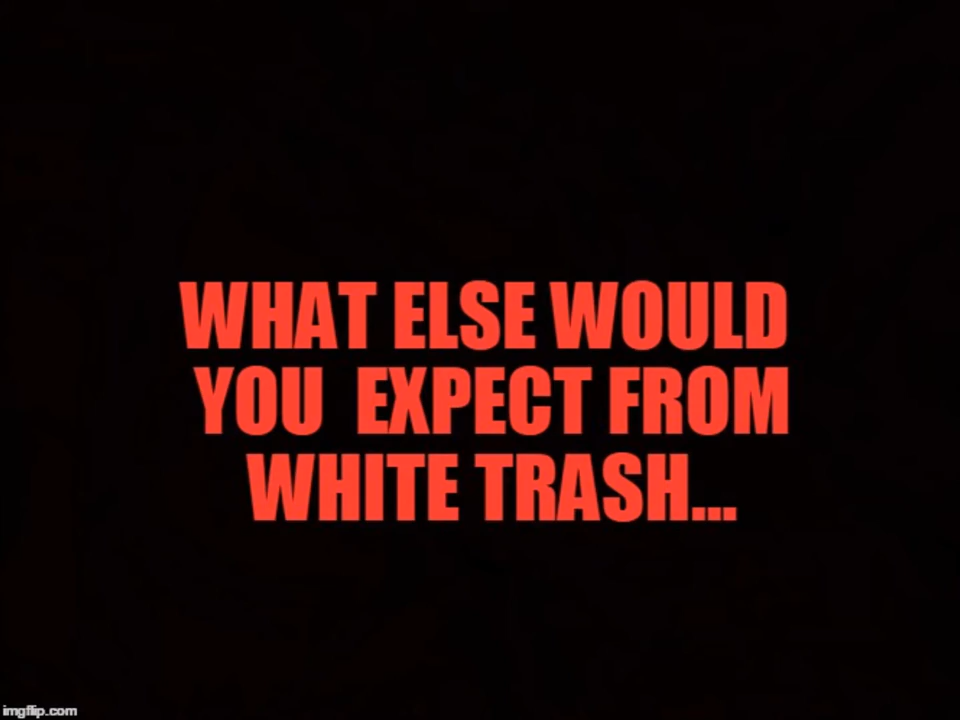 WHAT ELSE WOULD
YOU  EXPECT FROM
WHITE TRASH...
imgflip.com